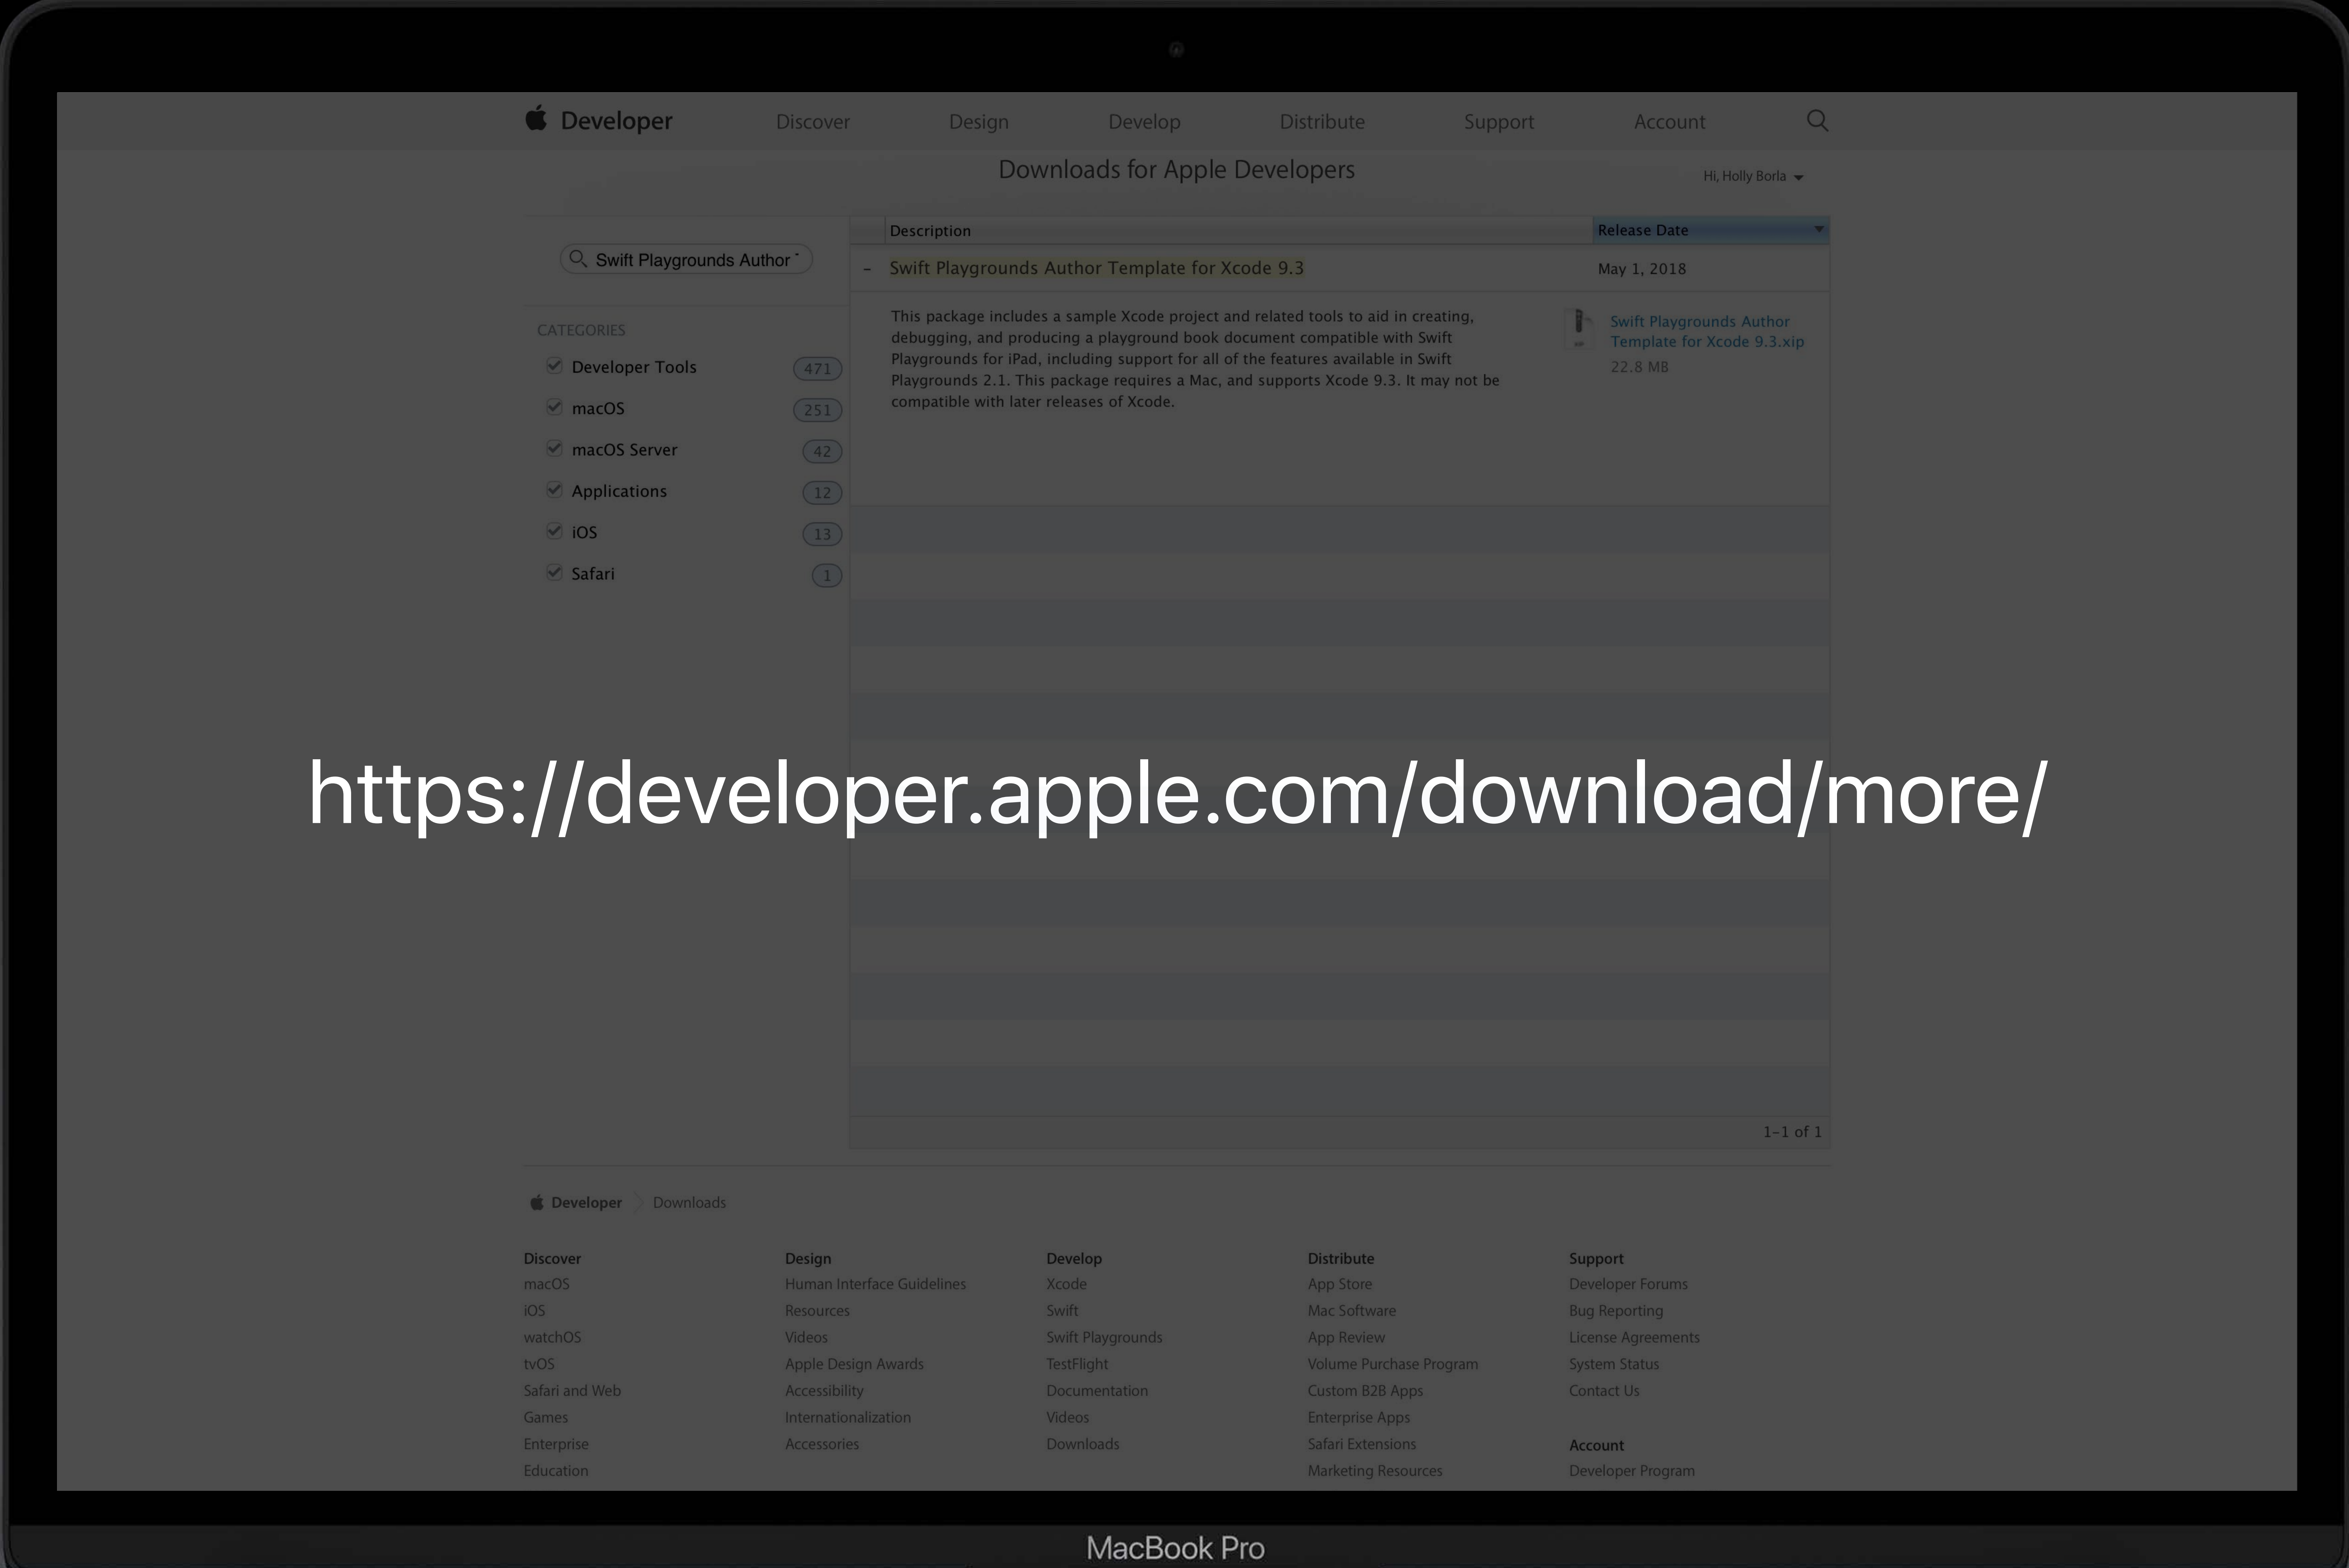 Developer
Discover
Design
Develop
Distribute
Support
Account
Downloads for Apple Developers
Hi, Holly Borla
Swift Playgrounds Author
Description
Release Date
Swift Playgrounds Author Template for Xcode 9.3
May 1, 2018
This package includes a sample Xcode project and related tools to aid in creating,
debugging, and producing a playground book document compatible with Swift
Playgrounds for iPad, including support for all of the features available in Swift
Playgrounds 2.1. This package requires a Mac, and supports Xcode 9.3. It may not be
compatible with later releases of Xcode.
Swift Playgrounds Author
Template for Xcode 9.3.xip
22.8 MB
CATEGORIES
Developer Tools 471
macOS 251
macOS Server 42
Applications 12
iOS 13
Safari 1
https://developer.apple.com/download/more/
1-1 of 1
Developer Downloads
Discover
macOS
iOS
watchOS
tvOS
Safari and Web
Games
Enterprise
Education
Design
Human Interface Guidelines
Resources
Videos
Apple Design Awards
Accessibility
Internationalization
Accessories
Develop
Xcode
Swift
Swift Playgrounds
TestFlight
Documentation
Videos
Downloads
Distribute
App Store
Mac Software
App Review
Volume Purchase Program
Custom B2B Apps
Enterprise Apps
Safari Extensions
Marketing Resources
Support
Developer Forums
Bug Reporting
License Agreements
System Status
Contact Us
Account
Developer Program
MacBook Pro